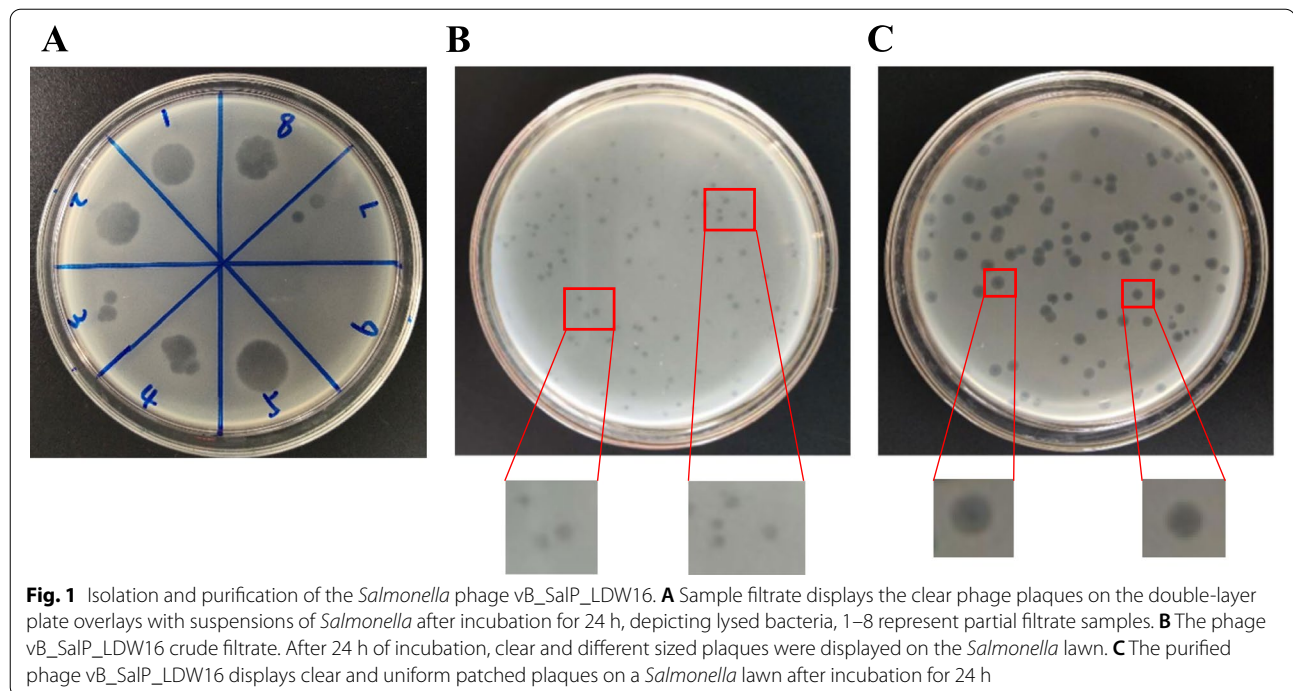 A
B
C
1
8
2
7
3
6
4
5
Fig. 1 Isolation and purification of the Salmonella phage vB_SalP_LDW16. A Sample filtrate displays the clear phage plaques on the double-layer
plate overlays with suspensions of Salmonella after incubation for 24 h, depicting lysed bacteria, 1–8 represent partial filtrate samples. B The phage
vB_SalP_LDW16 crude filtrate. After 24 h of incubation, clear and different sized plaques were displayed on the Salmonella lawn. C The purified
phage vB_SalP_LDW16 displays clear and uniform patched plaques on a Salmonella lawn after incubation for 24 h